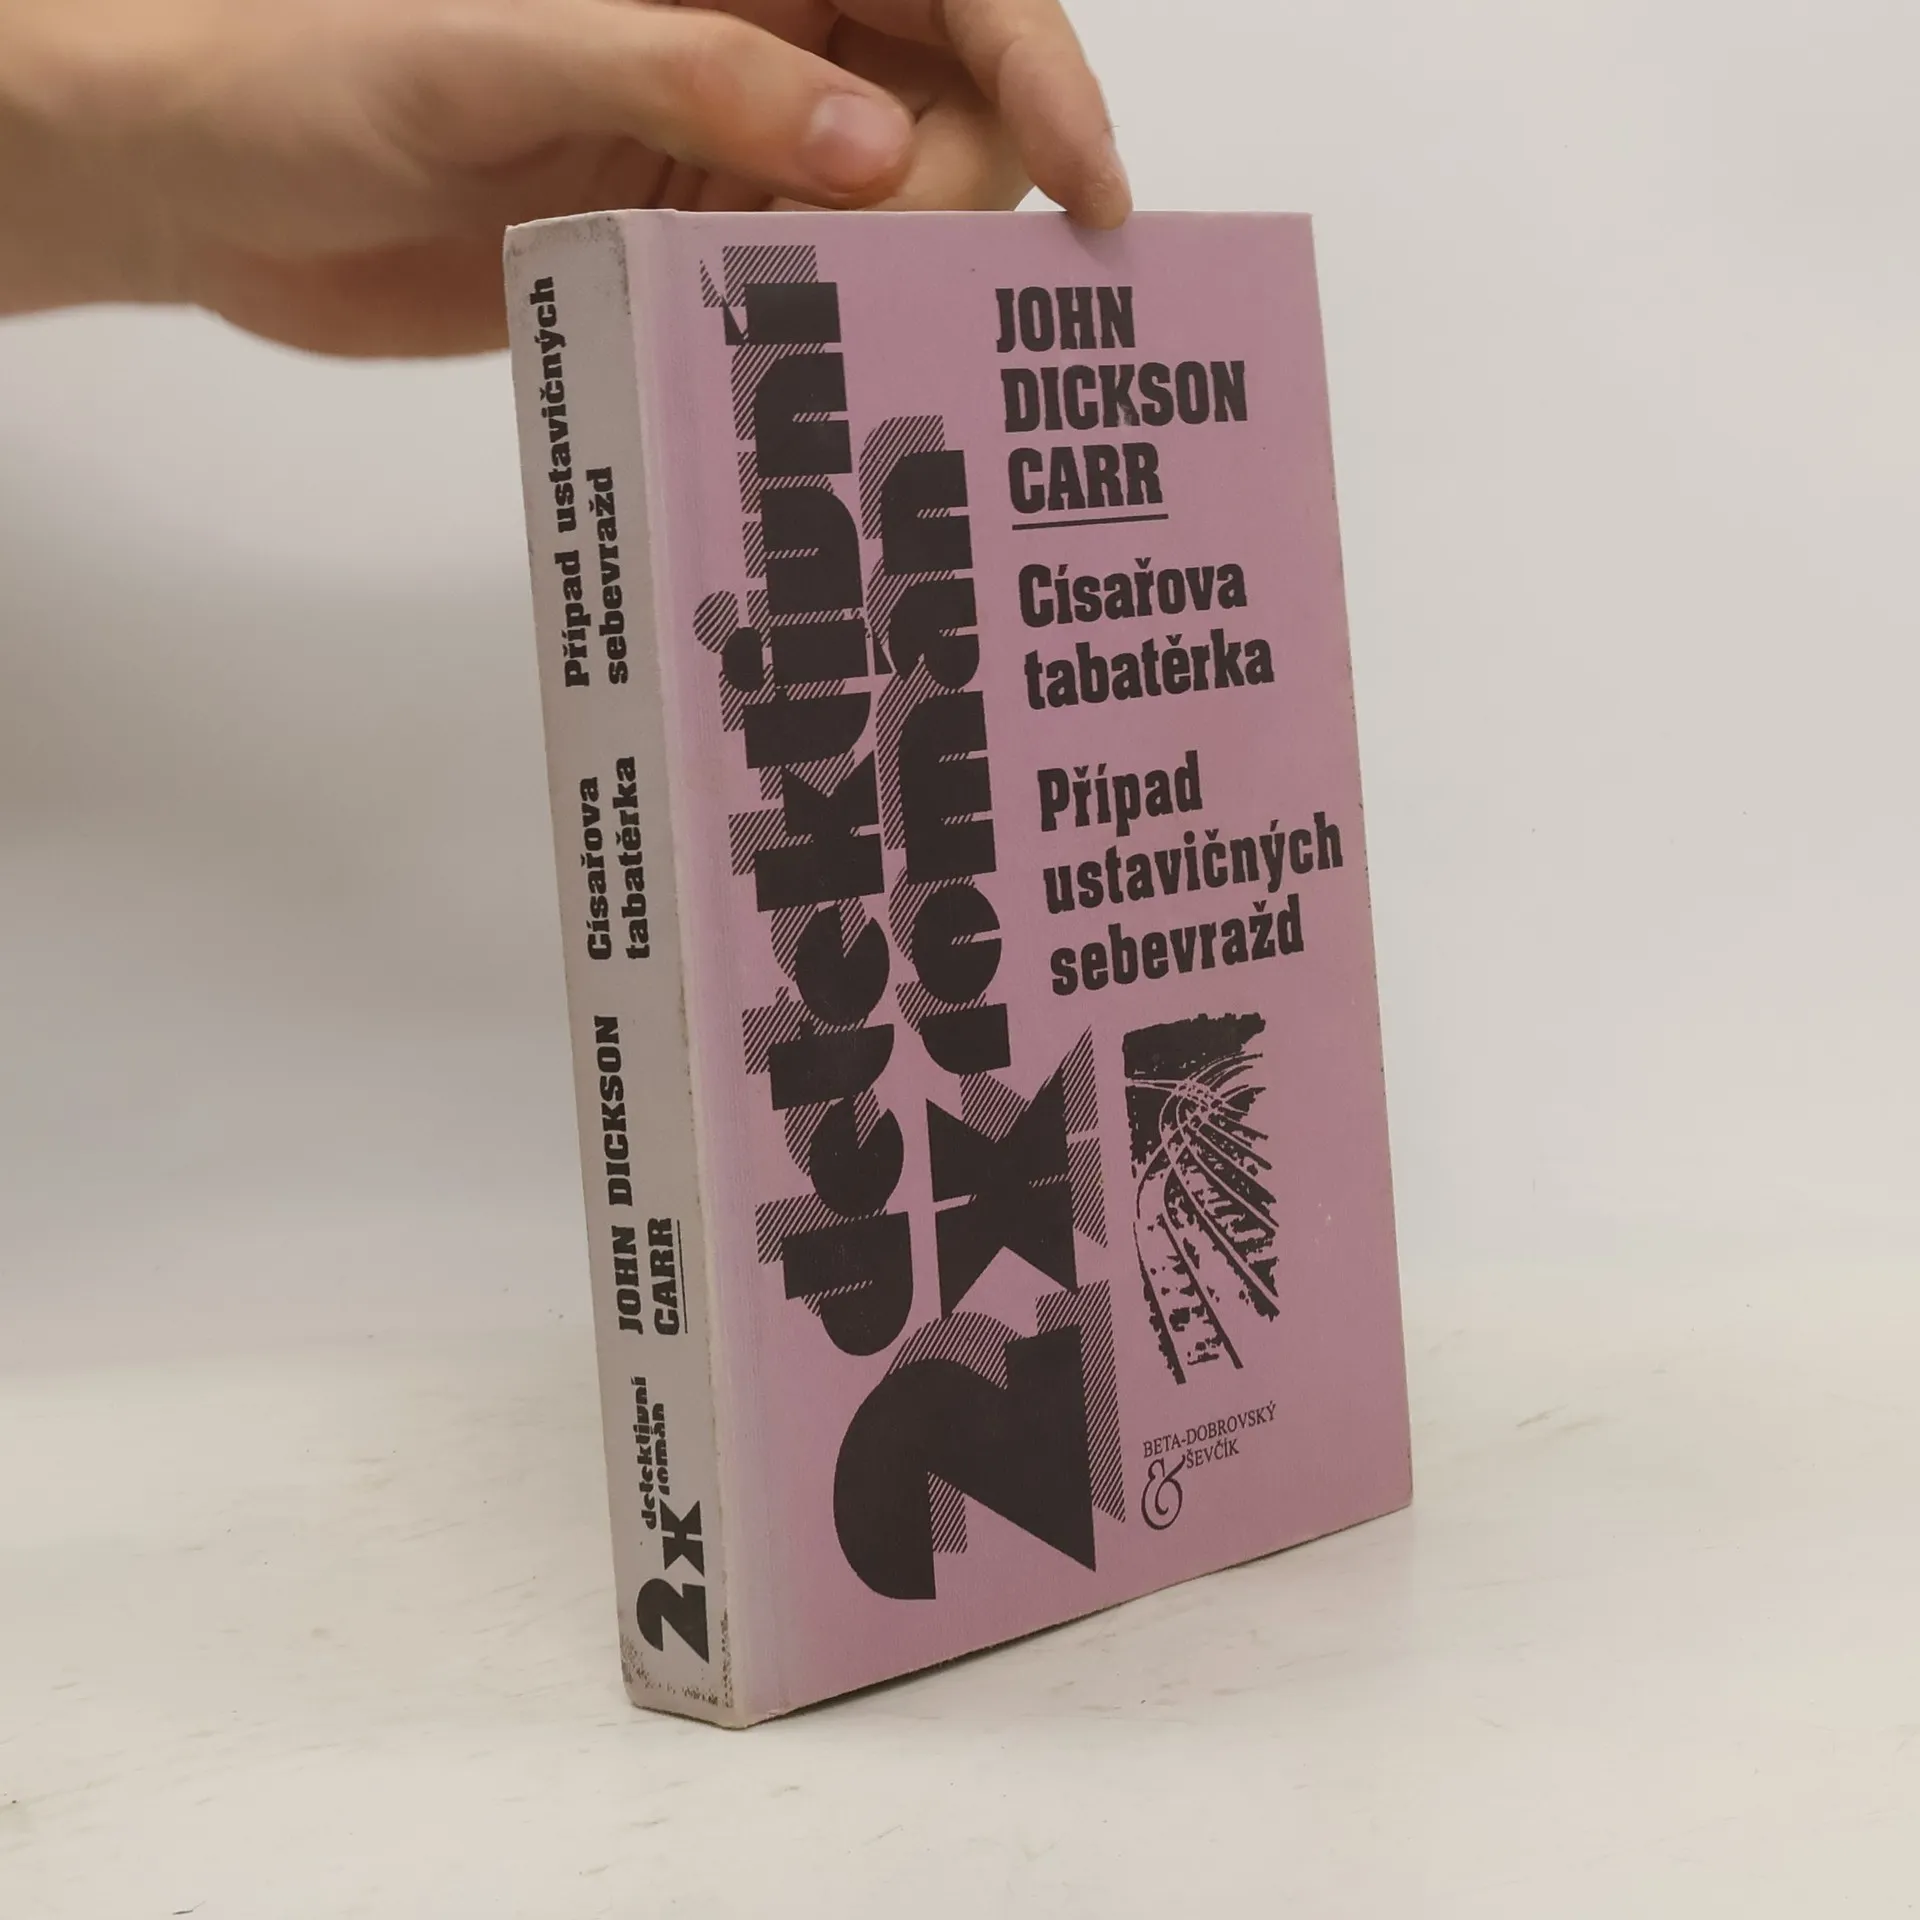 Případ ustavičných
sebevražd
Císařova
tabatěrka
JOHN DICKSON
CARR
detektivní
román
2x
detektivní
román
2x
JOHN
DICKSON
CARR
Císařova
tabatěrka
Případ
ustavičných
sebevražd
BETA-DOBROVSKÝ
& ŠEVČÍK